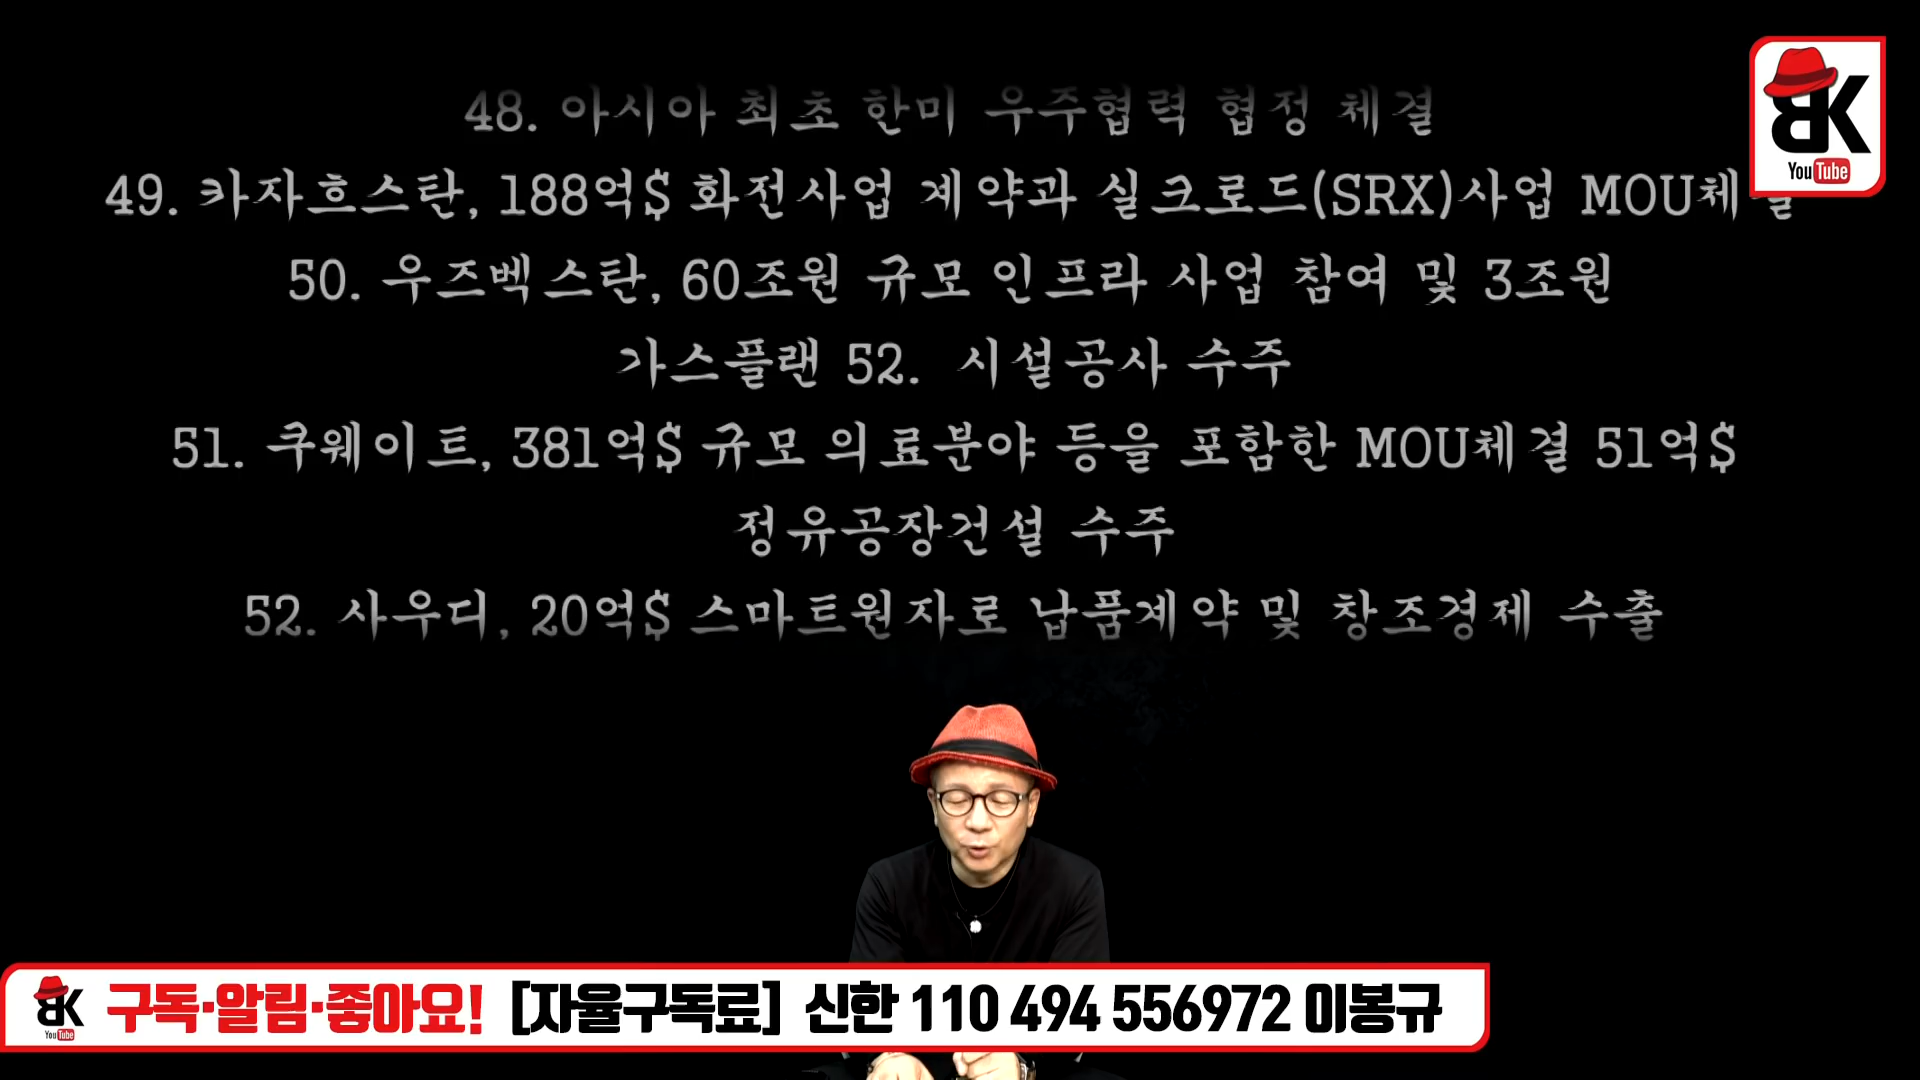 48. 아시아 최초 한미 우주협력 협정 체결
BK
YouTube
49. 카자흐스탄, 188억$ 화전사업 계약과 실크로드(SRX)사업 MOU체결
50. 우즈벡스탄, 60조원 규모 인프라 사업 참여 및 3조원
가스플랜 52. 시설공사 수주
51. 쿠웨이트, 381억$ 규모 의료분야 등을 포함한 MOU체결 51억$
정유공장건설 수주
52. 사우디, 20억$ 스마트원자로 납품계약 및 창조경제 수출
BK
YouTube
구독·알림·좋아요! [자율구독료] 신한 110 494 556972 이봉규